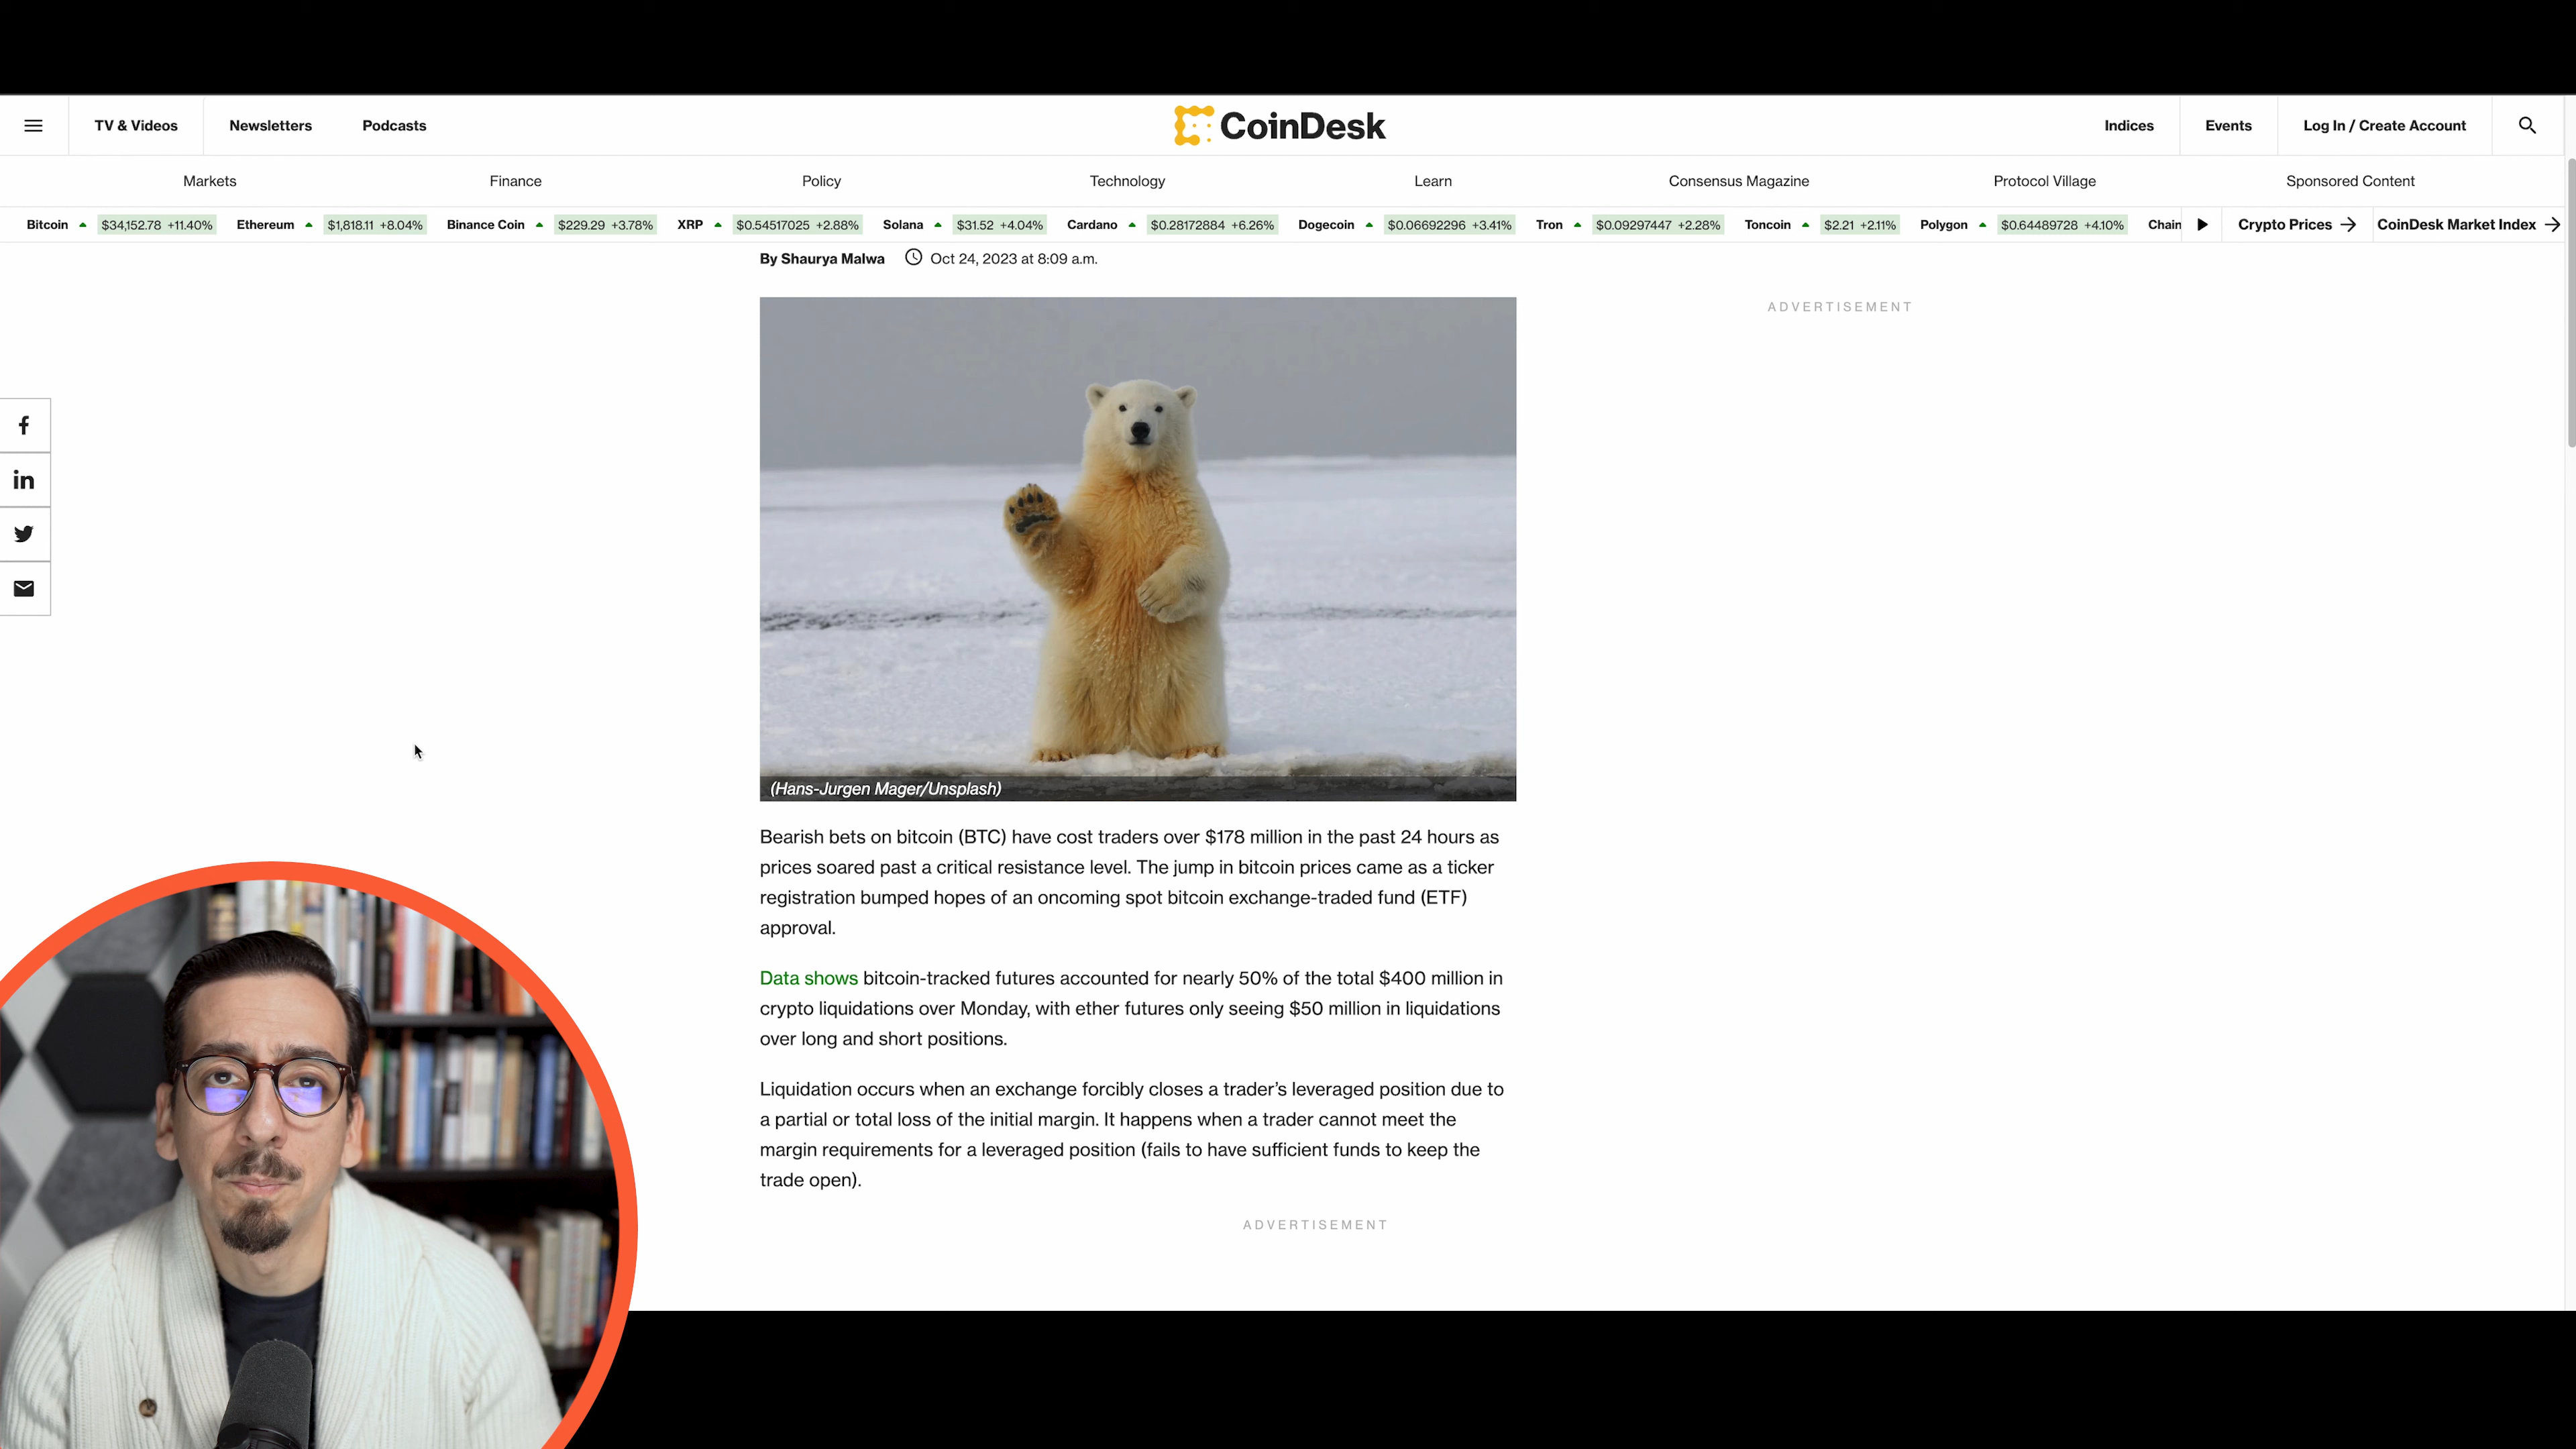 TV & Videos
Newsletters
Podcasts
CoinDesk
Indices
Events
Log In / Create Account
Markets
Finance
Policy
Technology
Learn
Consensus Magazine
Protocol Village
Sponsored Content
Bitcoin $34,152.78 +11.40%
Ethereum $1,818.11 +8.04%
Binance Coin $229.29 +3.78%
XRP $0.54517025 +2.88%
Solana $31.52 +4.04%
Cardano $0.28172884 +6.26%
Dogecoin $0.06692296 +3.41%
Tron $0.09297447 +2.28%
Toncoin $2.21 +2.11%
Polygon $0.64489728 +4.10%
Chain
Crypto Prices
CoinDesk Market Index
By Shaurya Malwa Oct 24, 2023 at 8:09 a.m.
ADVERTISEMENT
(Hans-Jurgen Mager/Unsplash)
Bearish bets on bitcoin (BTC) have cost traders over $178 million in the past 24 hours as
prices soared past a critical resistance level. The jump in bitcoin prices came as a ticker
registration bumped hopes of an oncoming spot bitcoin exchange-traded fund (ETF)
approval.
Data shows bitcoin-tracked futures accounted for nearly 50% of the total $400 million in
crypto liquidations over Monday, with ether futures only seeing $50 million in liquidations
over long and short positions.
Liquidation occurs when an exchange forcibly closes a trader’s leveraged position due to
a partial or total loss of the initial margin. It happens when a trader cannot meet the
margin requirements for a leveraged position (fails to have sufficient funds to keep the
trade open).
ADVERTISEMENT